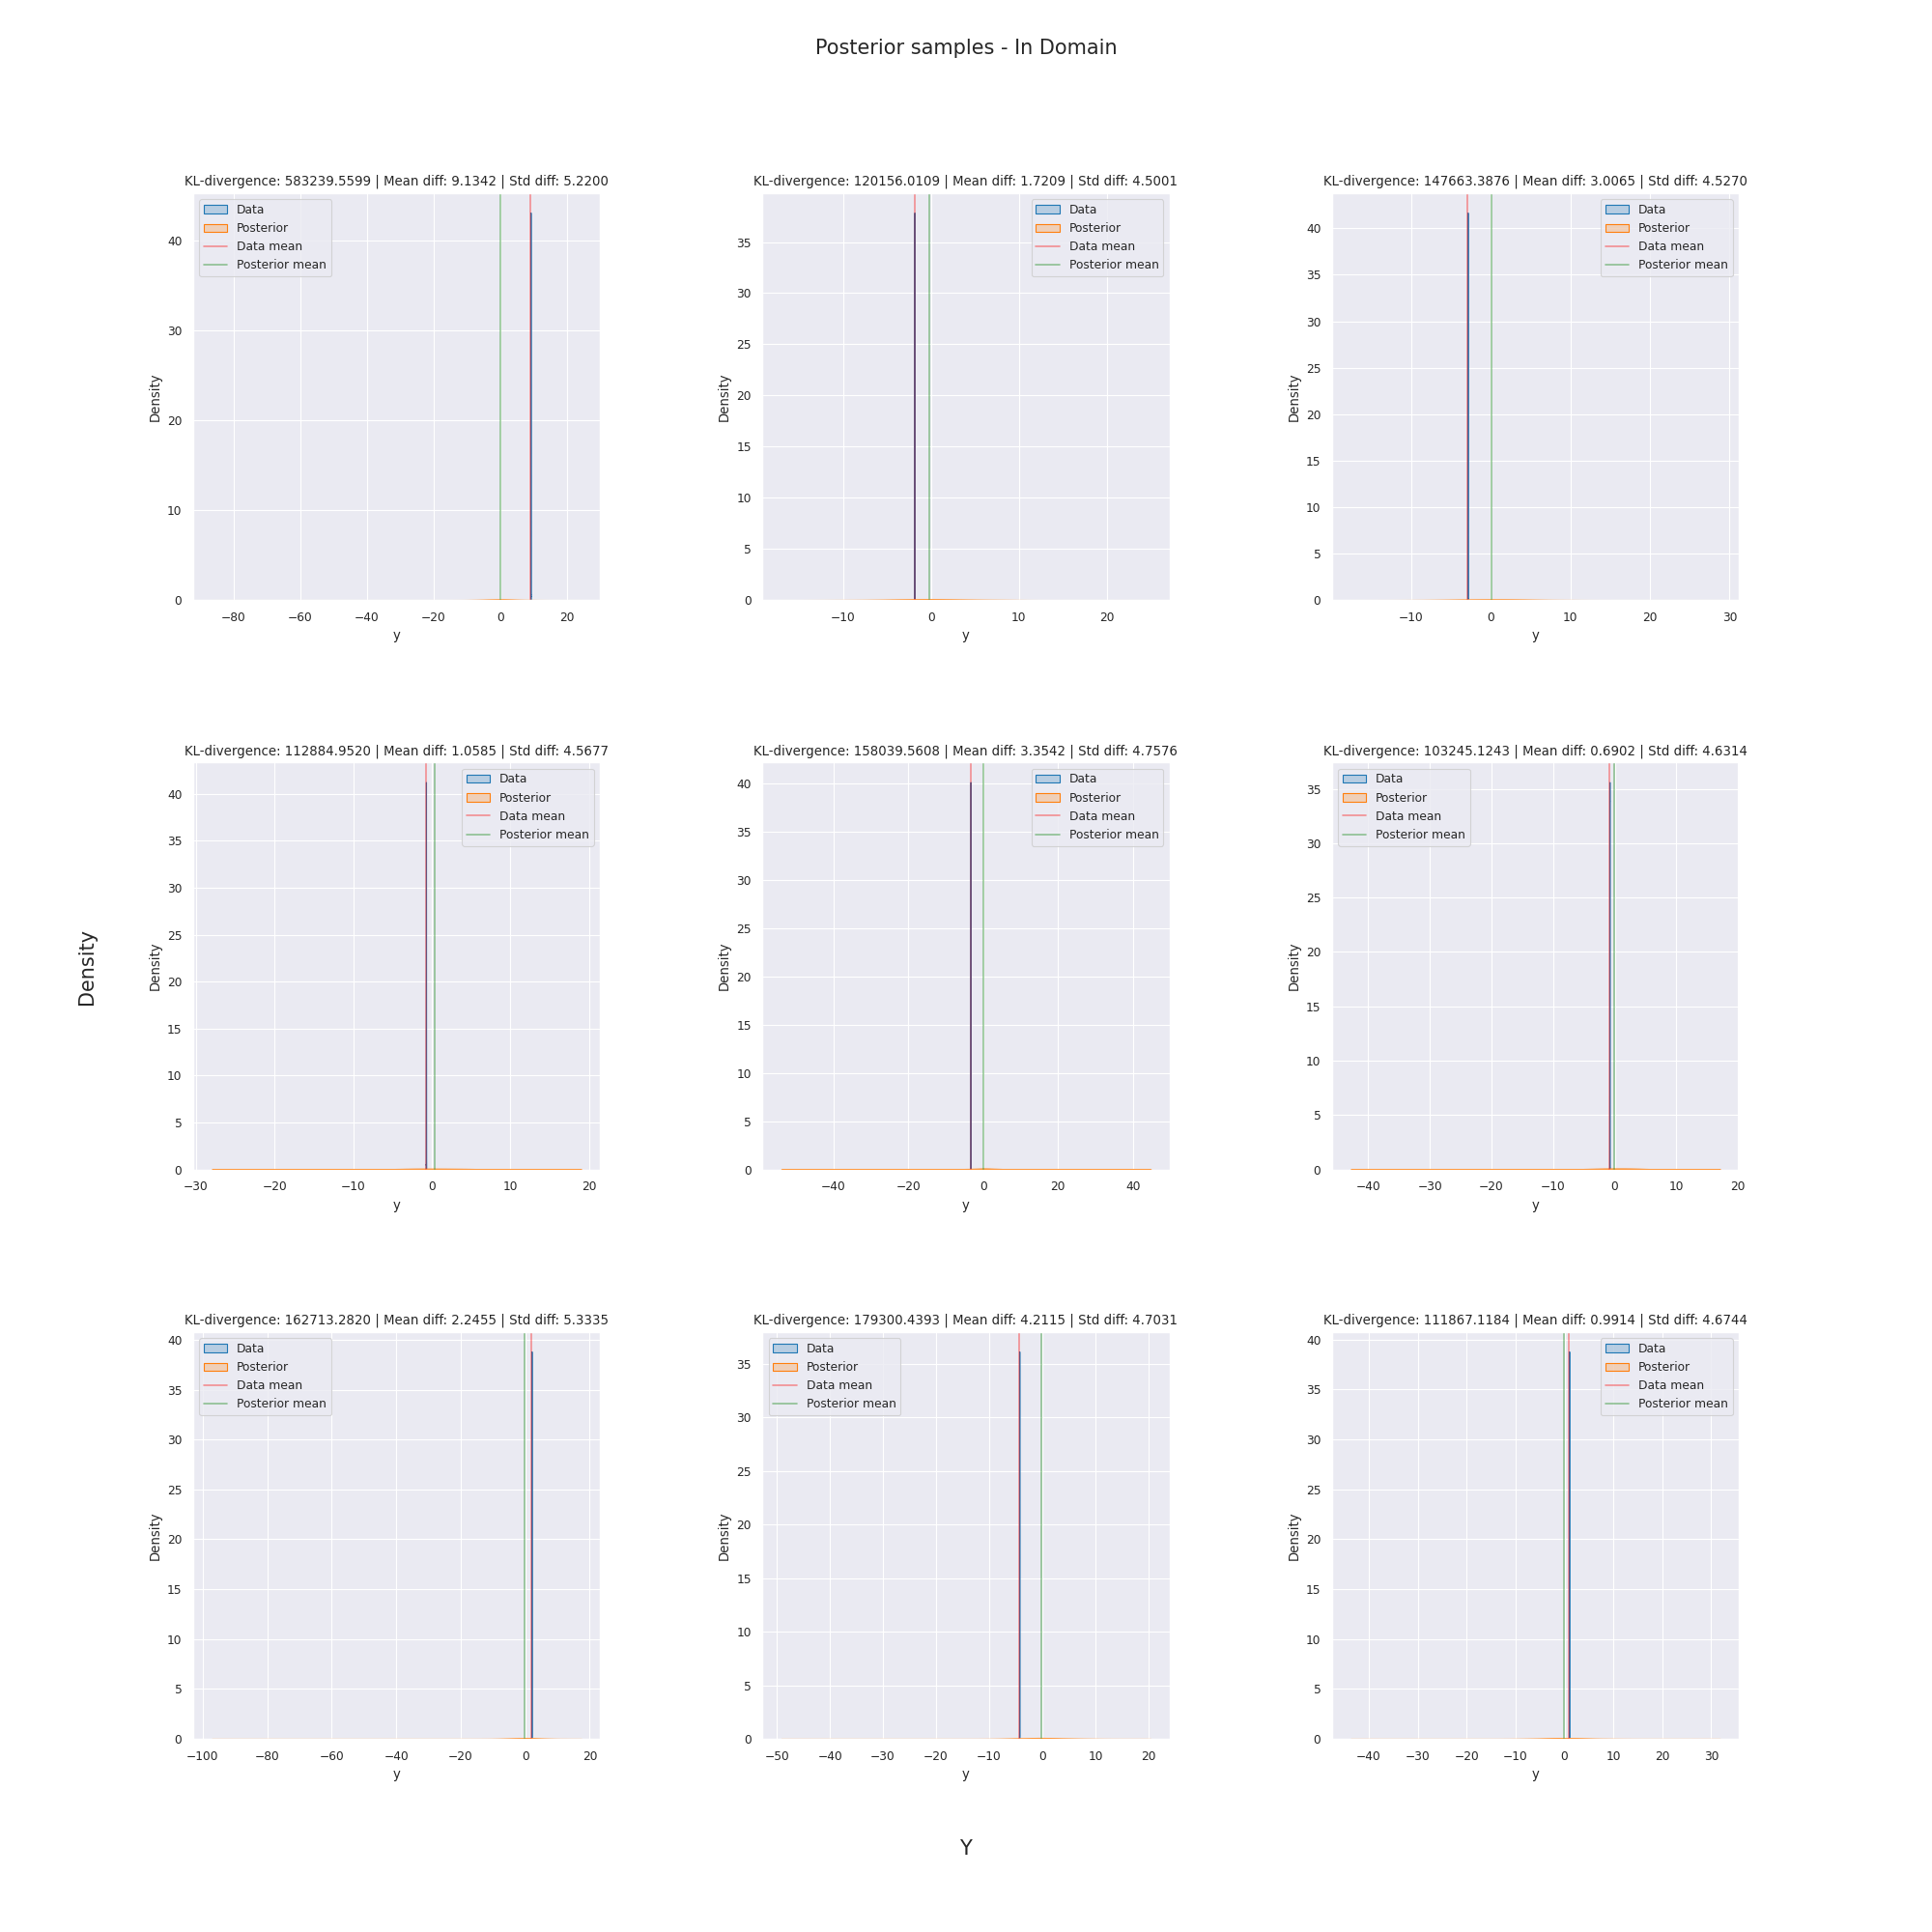 Posterior samples - In Domain
KL-divergence: 583239.5599 | Mean diff: 9.1342 | Std diff: 5.2200
Data
Posterior
Data mean
Posterior mean
40
30
20
10
0
Density
−80 −60 −40 −20 0 20
y
KL-divergence: 120156.0109 | Mean diff: 1.7209 | Std diff: 4.5001
Data
Posterior
Data mean
Posterior mean
35
30
25
20
15
10
5
0
Density
−10 0 10 20
y
KL-divergence: 147663.3876 | Mean diff: 3.0065 | Std diff: 4.5270
Data
Posterior
Data mean
Posterior mean
40
35
30
25
20
15
10
5
0
Density
−10 0 10 20 30
y
KL-divergence: 112884.9520 | Mean diff: 1.0585 | Std diff: 4.5677
Data
Posterior
Data mean
Posterior mean
40
35
30
25
20
15
10
5
0
Density
−30 −20 −10 0 10 20
y
KL-divergence: 158039.5608 | Mean diff: 3.3542 | Std diff: 4.7576
Data
Posterior
Data mean
Posterior mean
40
35
30
25
20
15
10
5
0
Density
−40 −20 0 20 40
y
KL-divergence: 103245.1243 | Mean diff: 0.6902 | Std diff: 4.6314
Data
Posterior
Data mean
Posterior mean
35
30
25
20
15
10
5
0
Density
−40 −30 −20 −10 0 10 20
y
Density
KL-divergence: 162713.2820 | Mean diff: 2.2455 | Std diff: 5.3335
Data
Posterior
Data mean
Posterior mean
40
35
30
25
20
15
10
5
0
Density
−100 −80 −60 −40 −20 0 20
y
KL-divergence: 179300.4393 | Mean diff: 4.2115 | Std diff: 4.7031
Data
Posterior
Data mean
Posterior mean
35
30
25
20
15
10
5
0
Density
−50 −40 −30 −20 −10 0 10 20
y
KL-divergence: 111867.1184 | Mean diff: 0.9914 | Std diff: 4.6744
Data
Posterior
Data mean
Posterior mean
40
35
30
25
20
15
10
5
0
Density
−40 −30 −20 −10 0 10 20 30
y
Y